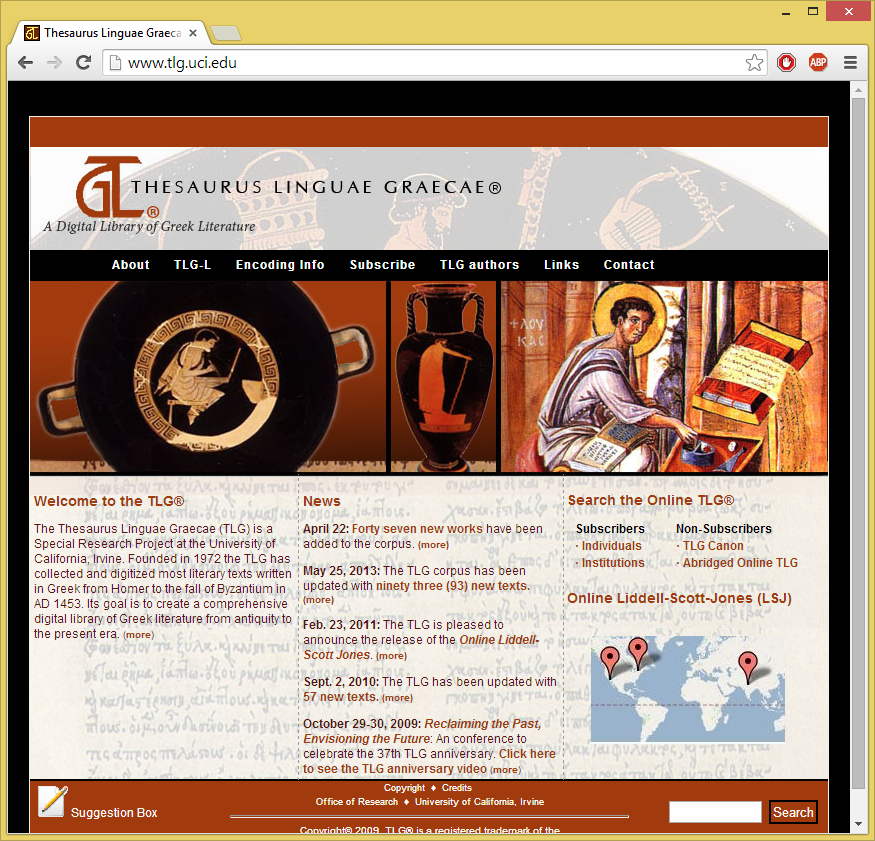 Thesaurus Linguae Graeca
www.tlg.uci.edu
ABP
THESAURUS LINGUAE GRAECAE®
®
A Digital Library of Greek Literature
About TLG-L Encoding Info Subscribe TLG authors Links Contact
ΛΟΥ
ΚΑϹ
Welcome to the TLG®
The Thesaurus Linguae Graecae (TLG) is a
Special Research Project at the University of
California, Irvine. Founded in 1972 the TLG has
collected and digitized most literary texts written
in Greek from Homer to the fall of Byzantium in
AD 1453. Its goal is to create a comprehensive
digital library of Greek literature from antiquity to
the present era. (more)
News
April 22: Forty seven new works have been
added to the corpus. (more)
May 25, 2013: The TLG corpus has been
updated with ninety three (93) new texts.
(more)
Feb. 23, 2011: The TLG is pleased to
announce the release of the Online Liddell-
Scott Jones. (more)
Sept. 2, 2010: The TLG has been updated with
57 new texts. (more)
October 29-30, 2009: Reclaiming the Past,
Envisioning the Future: An conference to
celebrate the 37th TLG anniversary. Click here
to see the TLG anniversary video (more)
Search the Online TLG®
Subscribers Non-Subscribers
· Individuals · TLG Canon
· Institutions · Abridged Online TLG
Online Liddell-Scott-Jones (LSJ)
Suggestion Box
Copyright ♦ Credits
Office of Research ♦ University of California, Irvine
Copyright© 2009 TLG® is a registered trademark of the
Search